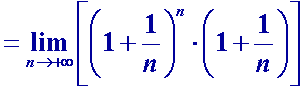 = lim n→+∞ [(1 + 1/n)^n · (1 + 1/n)]